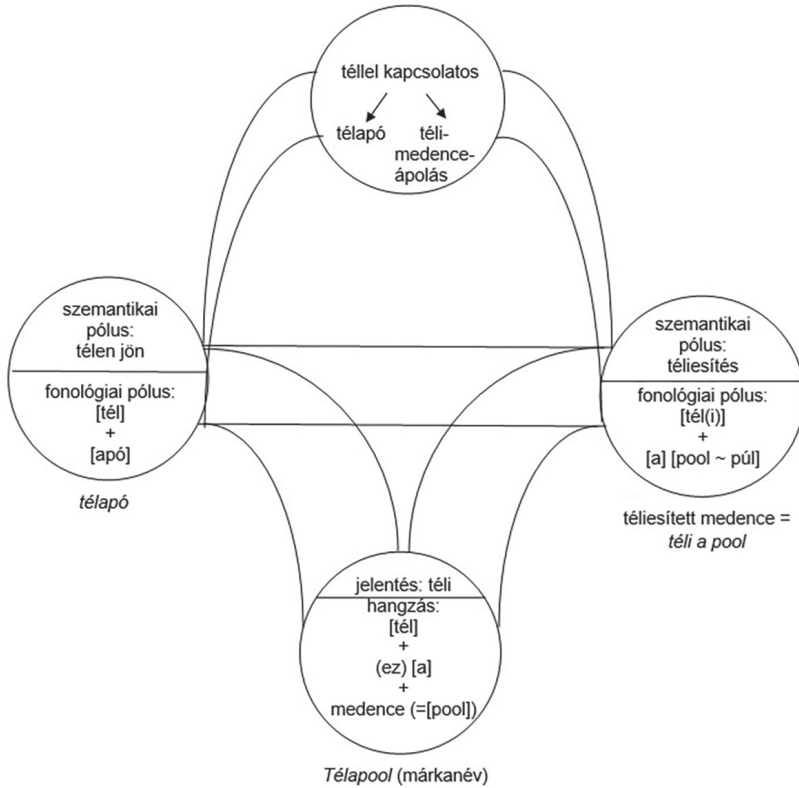 téllel kapcsolatos
télapó
téli-
medence-
ápolás
szemantikai
pólus:
télen jön
fonológiai pólus:
[tél]
+
[apó]
télapó
szemantikai
pólus:
téliesítés
fonológiai pólus:
[tél(i)]
+
[a] [pool ~ púl]
téliesített medence =
téli a pool
jelentés: téli
hangzás:
[tél]
+
(ez) [a]
+
medence (=[pool])
Télapool (márkanév)